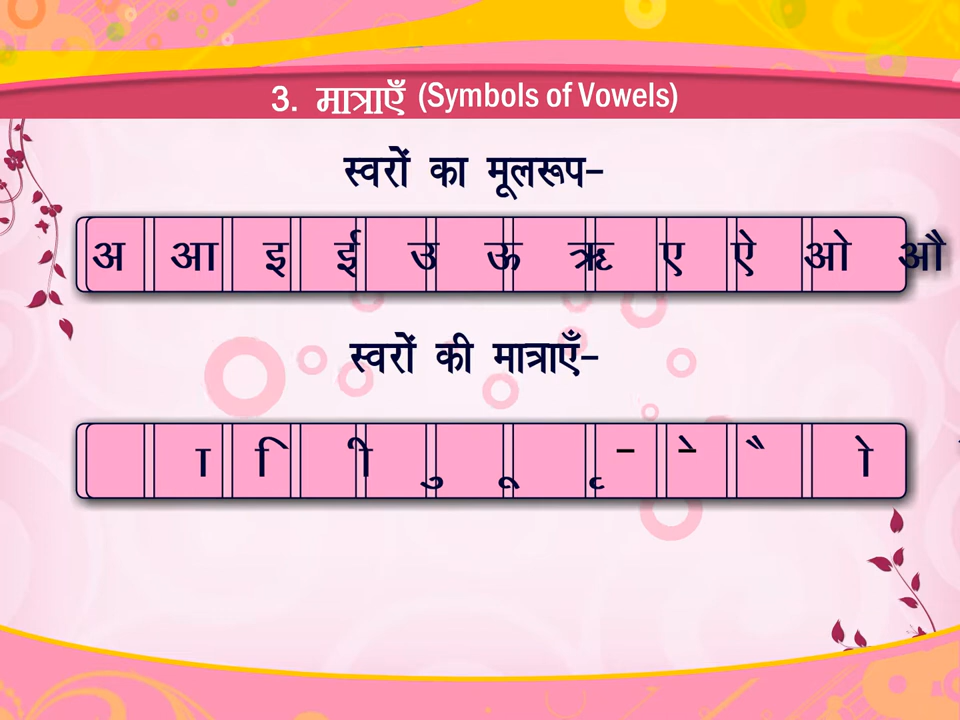 3. मात्राएँ (Symbols of Vowels)
स्वरों का मूलरूप–
अ आ इ ई उ ऊ ऋ ए ऐ ओ औ
स्वरों की मात्राएँ–
ा ि ी ु ू ृ - े ै ो